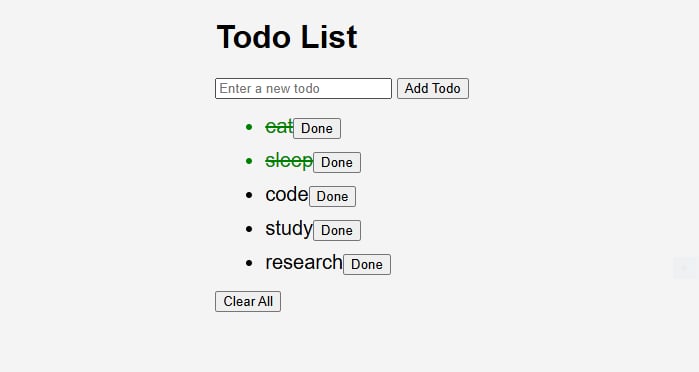 Todo List
Enter a new todo Add Todo
eat Done
sleep Done
code Done
study Done
research Done
Clear All